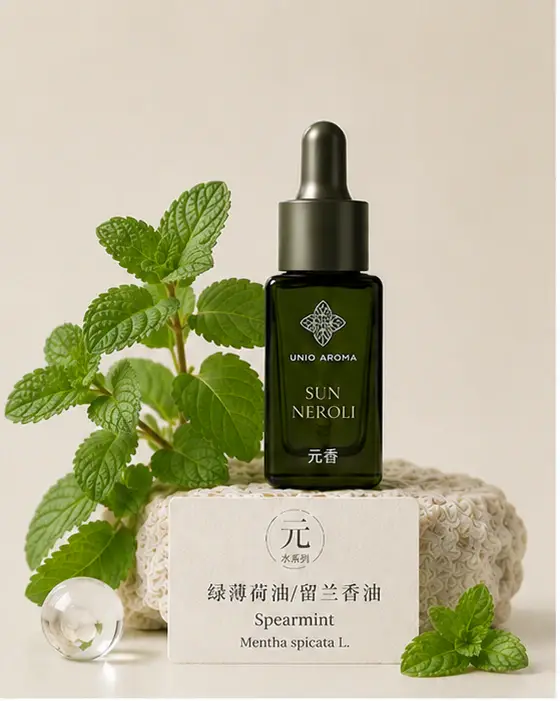 UNIO AROMA
SUN
NEROLI
元香
元
水系列
绿薄荷油/留兰香油
Spearmint
Mentha spicata L.